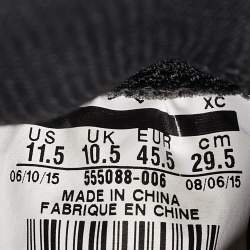 XC
US UK EUR cm
11.5 10.5 45.5 29.5
06/10/15 555088-006 08/06/15
MADE IN CHINA
FABRIQUE EN CHINE